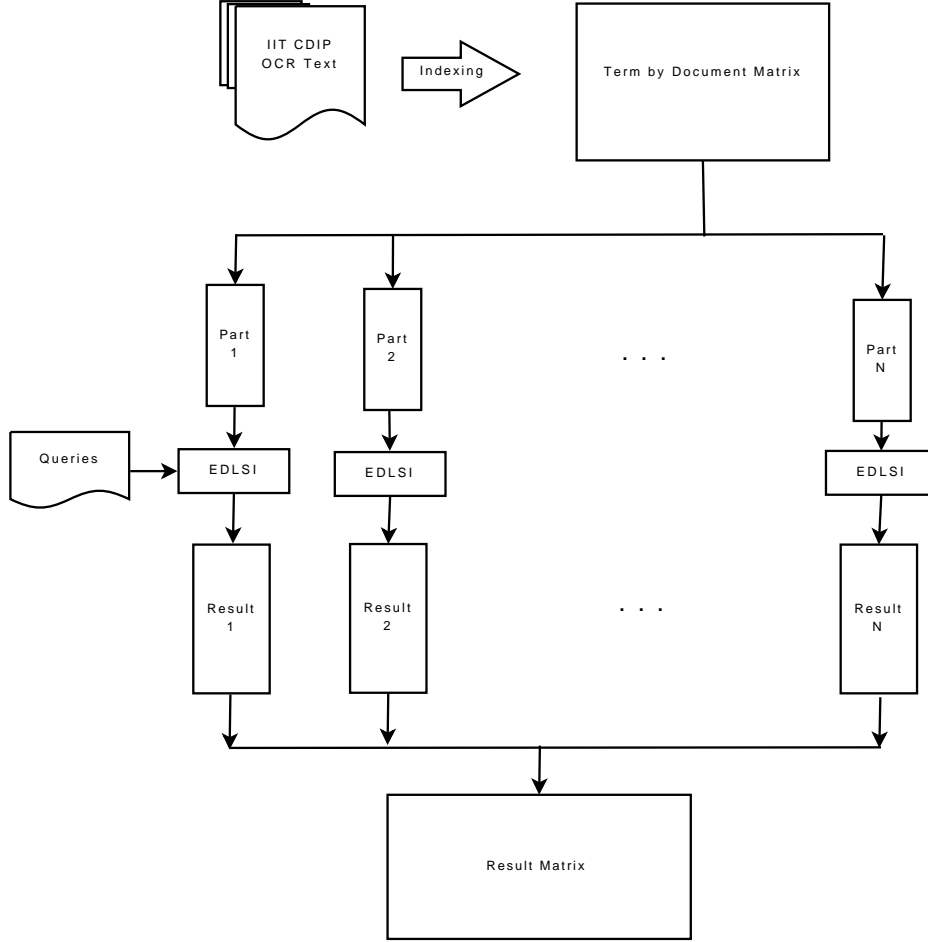 IIT CDIP
OCR Text
Indexing
Term by Document Matrix
Part
1
Part
2
. . .
Part
N
Queries
EDLSI
EDLSI
EDLSI
Result
1
Result
2
. . .
Result
N
Result Matrix